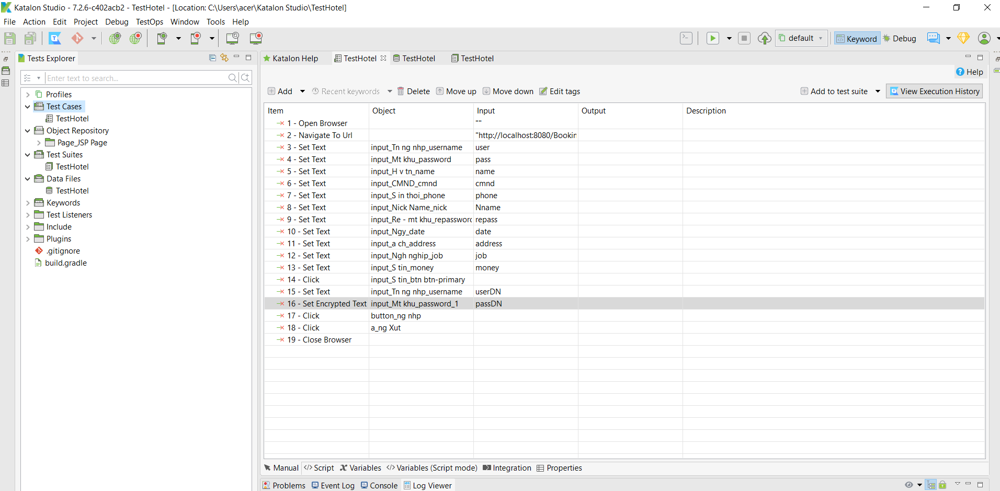 Katalon Studio - 7.2.6-c402acb2 - TestHotel - [Location: C:\Users\acer\Katalon Studio\TestHotel]
File Action Edit Project Debug TestOps Window Tools Help
default Keyword Debug
Tests Explorer
Katalon Help TestHotel TestHotel TestHotel
Help
Enter text to search...
Add Recent keywords Delete Move up Move down Edit tags Add to test suite View Execution History
Profiles
Test Cases
TestHotel
Object Repository
Page_JSP Page
Test Suites
TestHotel
Data Files
TestHotel
Keywords
Test Listeners
Include
Plugins
.gitignore
build.gradle
Item Object Input Output Description
1 - Open Browser ""
2 - Navigate To Url "http://localhost:8080/Bookin
3 - Set Text input_Tn ng nhp_username user
4 - Set Text input_Mt khu_password pass
5 - Set Text input_H v tn_name name
6 - Set Text input_CMND_cmnd cmnd
7 - Set Text input_S in thoi_phone phone
8 - Set Text input_Nick Name_nick Nname
9 - Set Text input_Re - mt khu_repassword repass
10 - Set Text input_Ngy_date date
11 - Set Text input_a ch_address address
12 - Set Text input_Ngh nghip_job job
13 - Set Text input_S tin_money money
14 - Click input_S tin_btn btn-primary
15 - Set Text input_Tn ng nhp_username userDN
16 - Set Encrypted Text input_Mt khu_password_1 passDN
17 - Click button_ng nhp
18 - Click a_ng Xut
19 - Close Browser
Manual Script Variables Variables (Script mode) Integration Properties
Problems Event Log Console Log Viewer